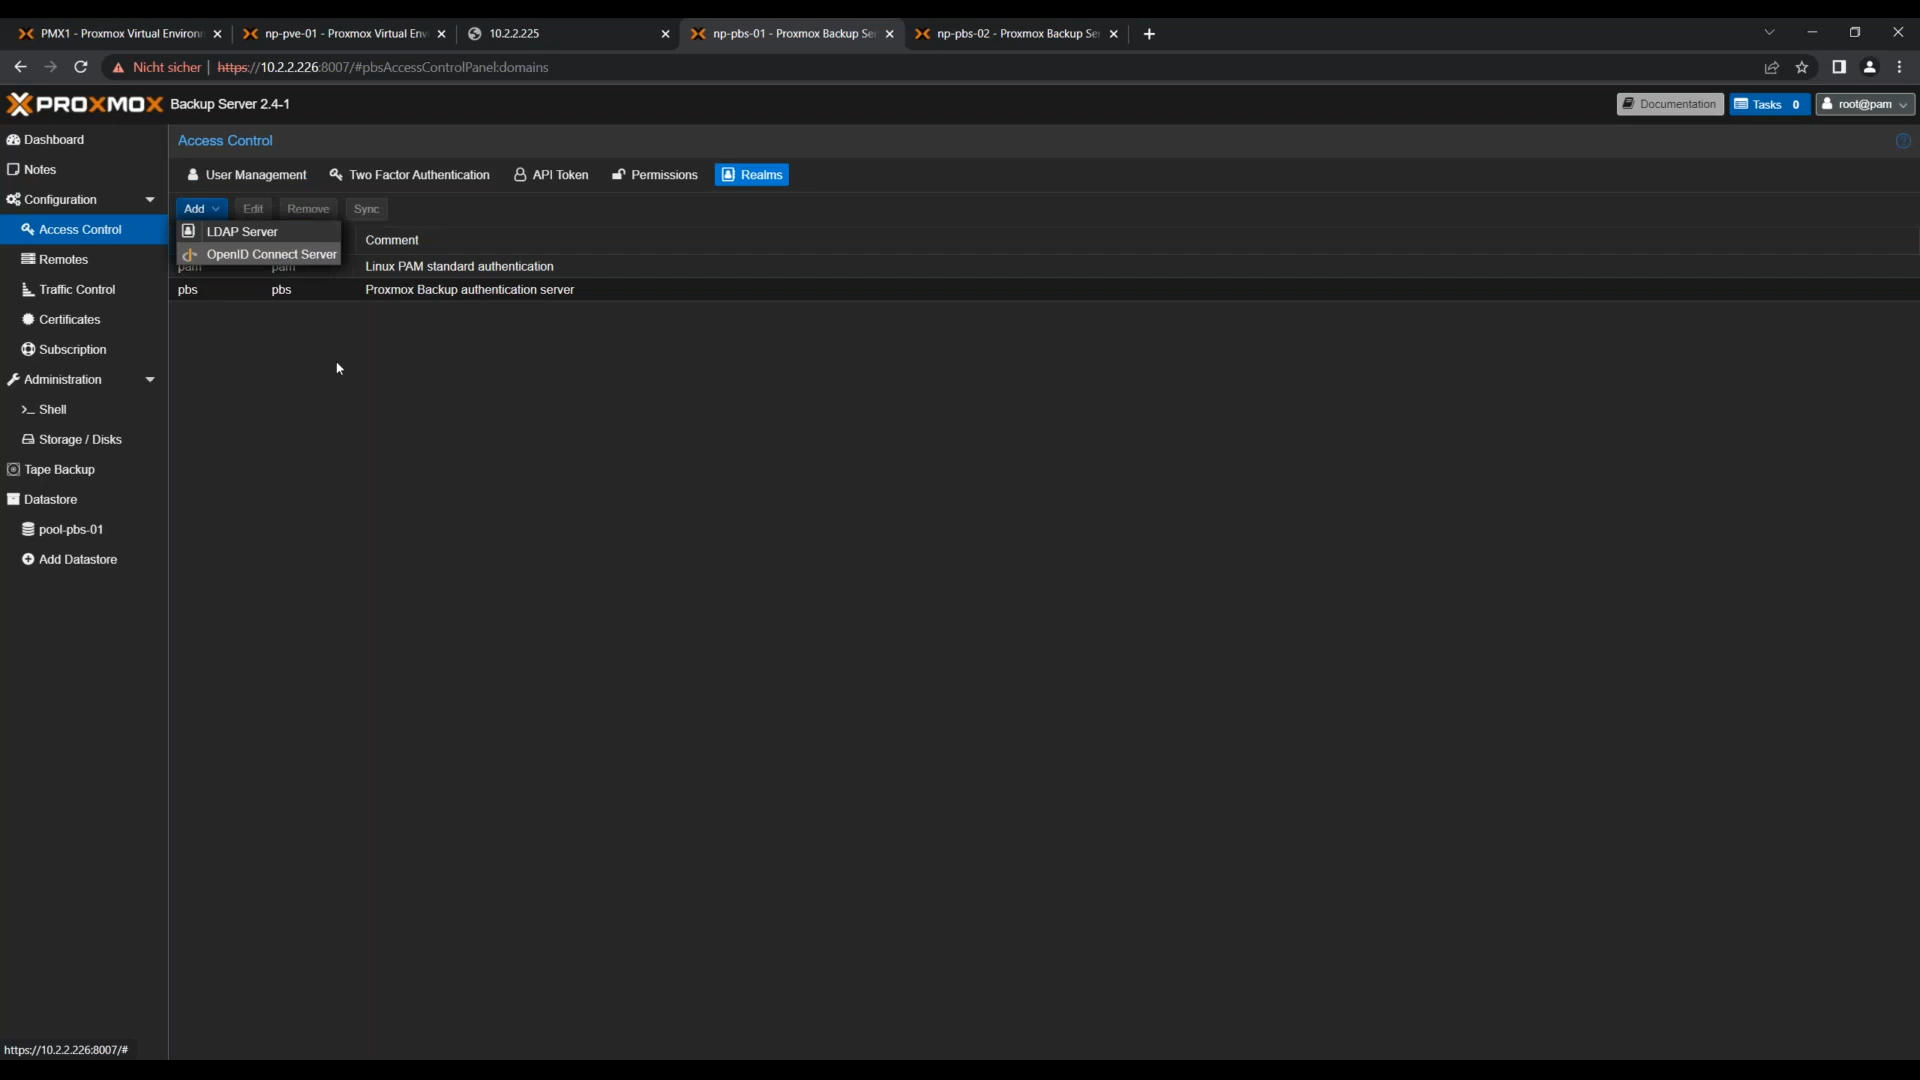 PMX1 - Proxmox Virtual Environ
np-pve-01 - Proxmox Virtual Env
10.2.2.225
np-pbs-01 - Proxmox Backup Se
np-pbs-02 - Proxmox Backup Se
Nicht sicher | https://10.2.2.226:8007/#pbsAccessControlPanel:domains
PROXMOX Backup Server 2.4-1
Documentation
Tasks 0
root@pam
Dashboard
Notes
Configuration
Access Control
Remotes
Traffic Control
Certificates
Subscription
Administration
Shell
Storage / Disks
Tape Backup
Datastore
pool-pbs-01
Add Datastore
Access Control
User Management
Two Factor Authentication
API Token
Permissions
Realms
Add
Edit
Remove
Sync
LDAP Server
OpenID Connect Server
Comment
pam pam Linux PAM standard authentication
pbs pbs Proxmox Backup authentication server
https://10.2.2.226:8007/#